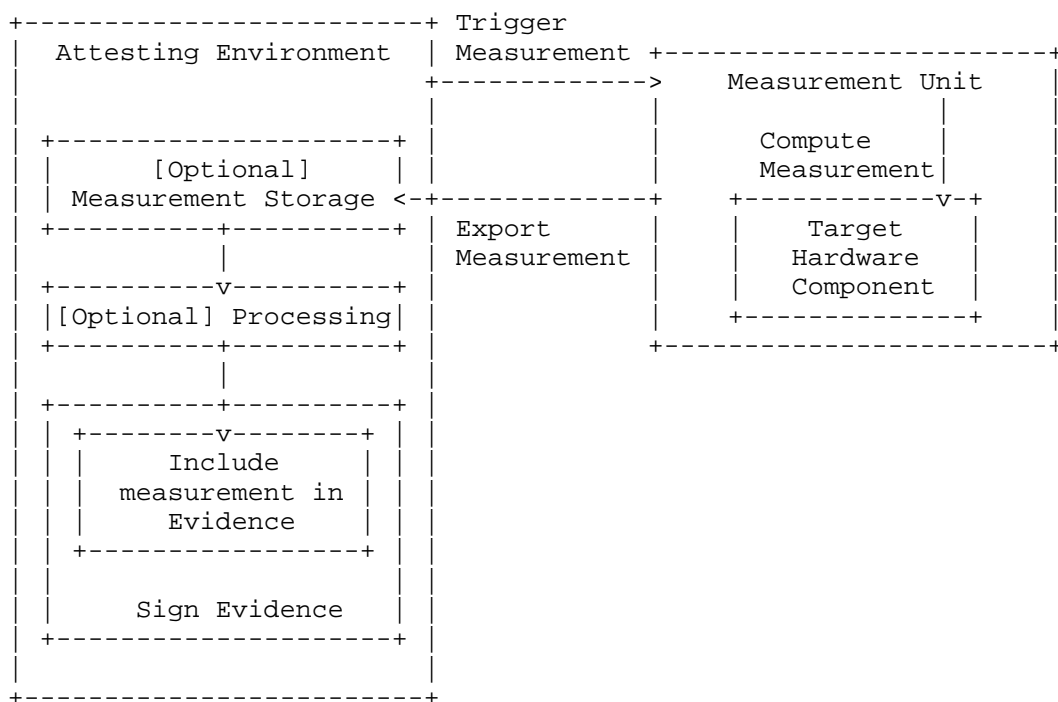 Trigger
Attesting Environment
Measurement
Measurement Unit
Compute
[Optional]
Measurement
Measurement Storage
Export
Target
Measurement
Hardware
Component
[Optional] Processing
Include
measurement in
Evidence
Sign Evidence